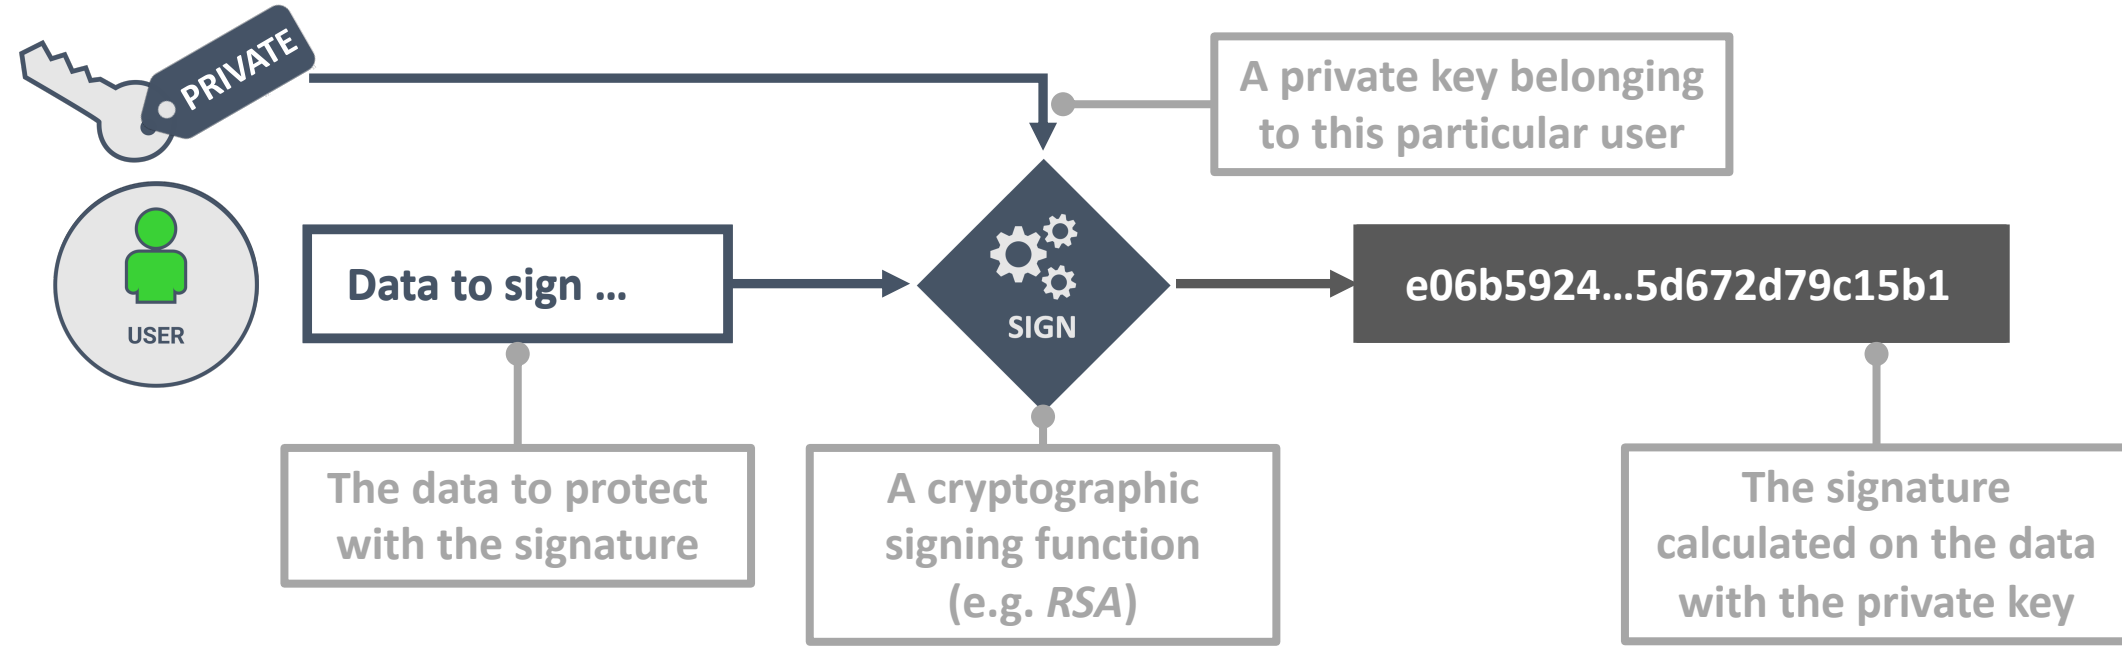 PRIVATE
A private key belonging
to this particular user
USER
Data to sign ...
SIGN
e06b5924...5d672d79c15b1
The data to protect
with the signature
A cryptographic
signing function
(e.g. RSA)
The signature
calculated on the data
with the private key